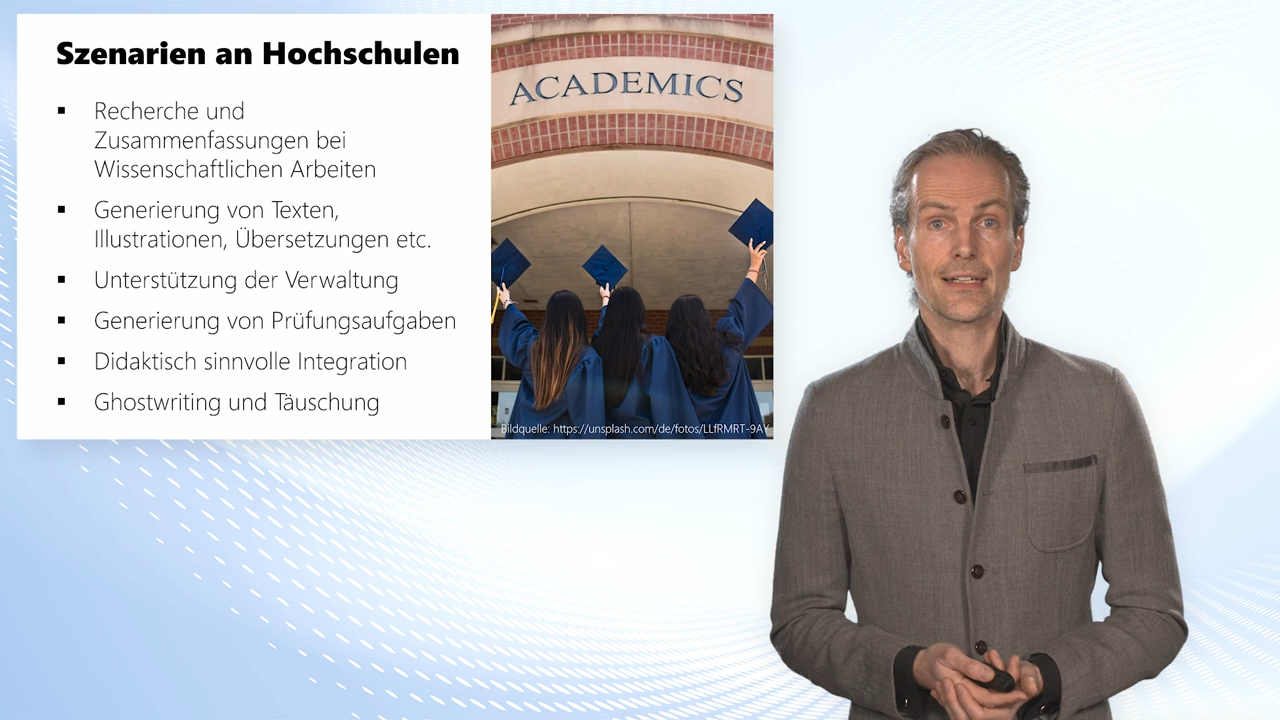 Szenarien an Hochschulen
▪ Recherche und
Zusammenfassungen bei
Wissenschaftlichen Arbeiten
▪ Generierung von Texten,
Illustrationen, Übersetzungen etc.
▪ Unterstützung der Verwaltung
▪ Generierung von Prüfungsaufgaben
▪ Didaktisch sinnvolle Integration
▪ Ghostwriting und Täuschung
ACADEMICS
Bildquelle: https://unsplash.com/de/fotos/LLfRMRT-9AY